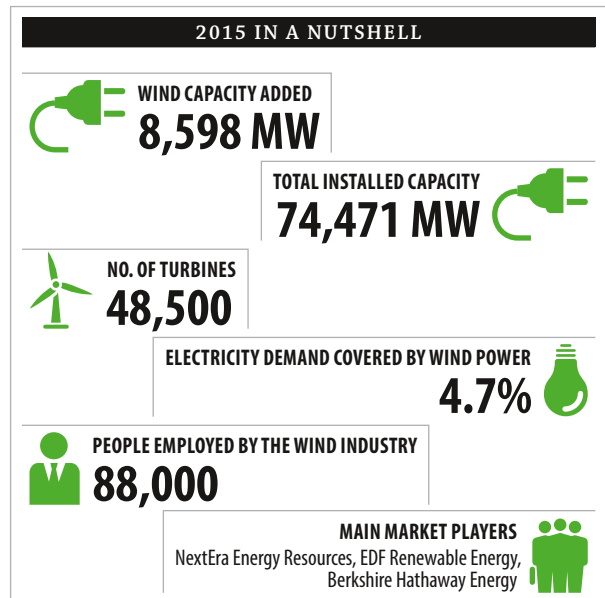 2015 IN A NUTSHELL
WIND CAPACITY ADDED
8,598 MW
TOTAL INSTALLED CAPACITY
74,471 MW
NO. OF TURBINES
48,500
ELECTRICITY DEMAND COVERED BY WIND POWER
4.7%
PEOPLE EMPLOYED BY THE WIND INDUSTRY
88,000
MAIN MARKET PLAYERS
NextEra Energy Resources, EDF Renewable Energy,
Berkshire Hathaway Energy